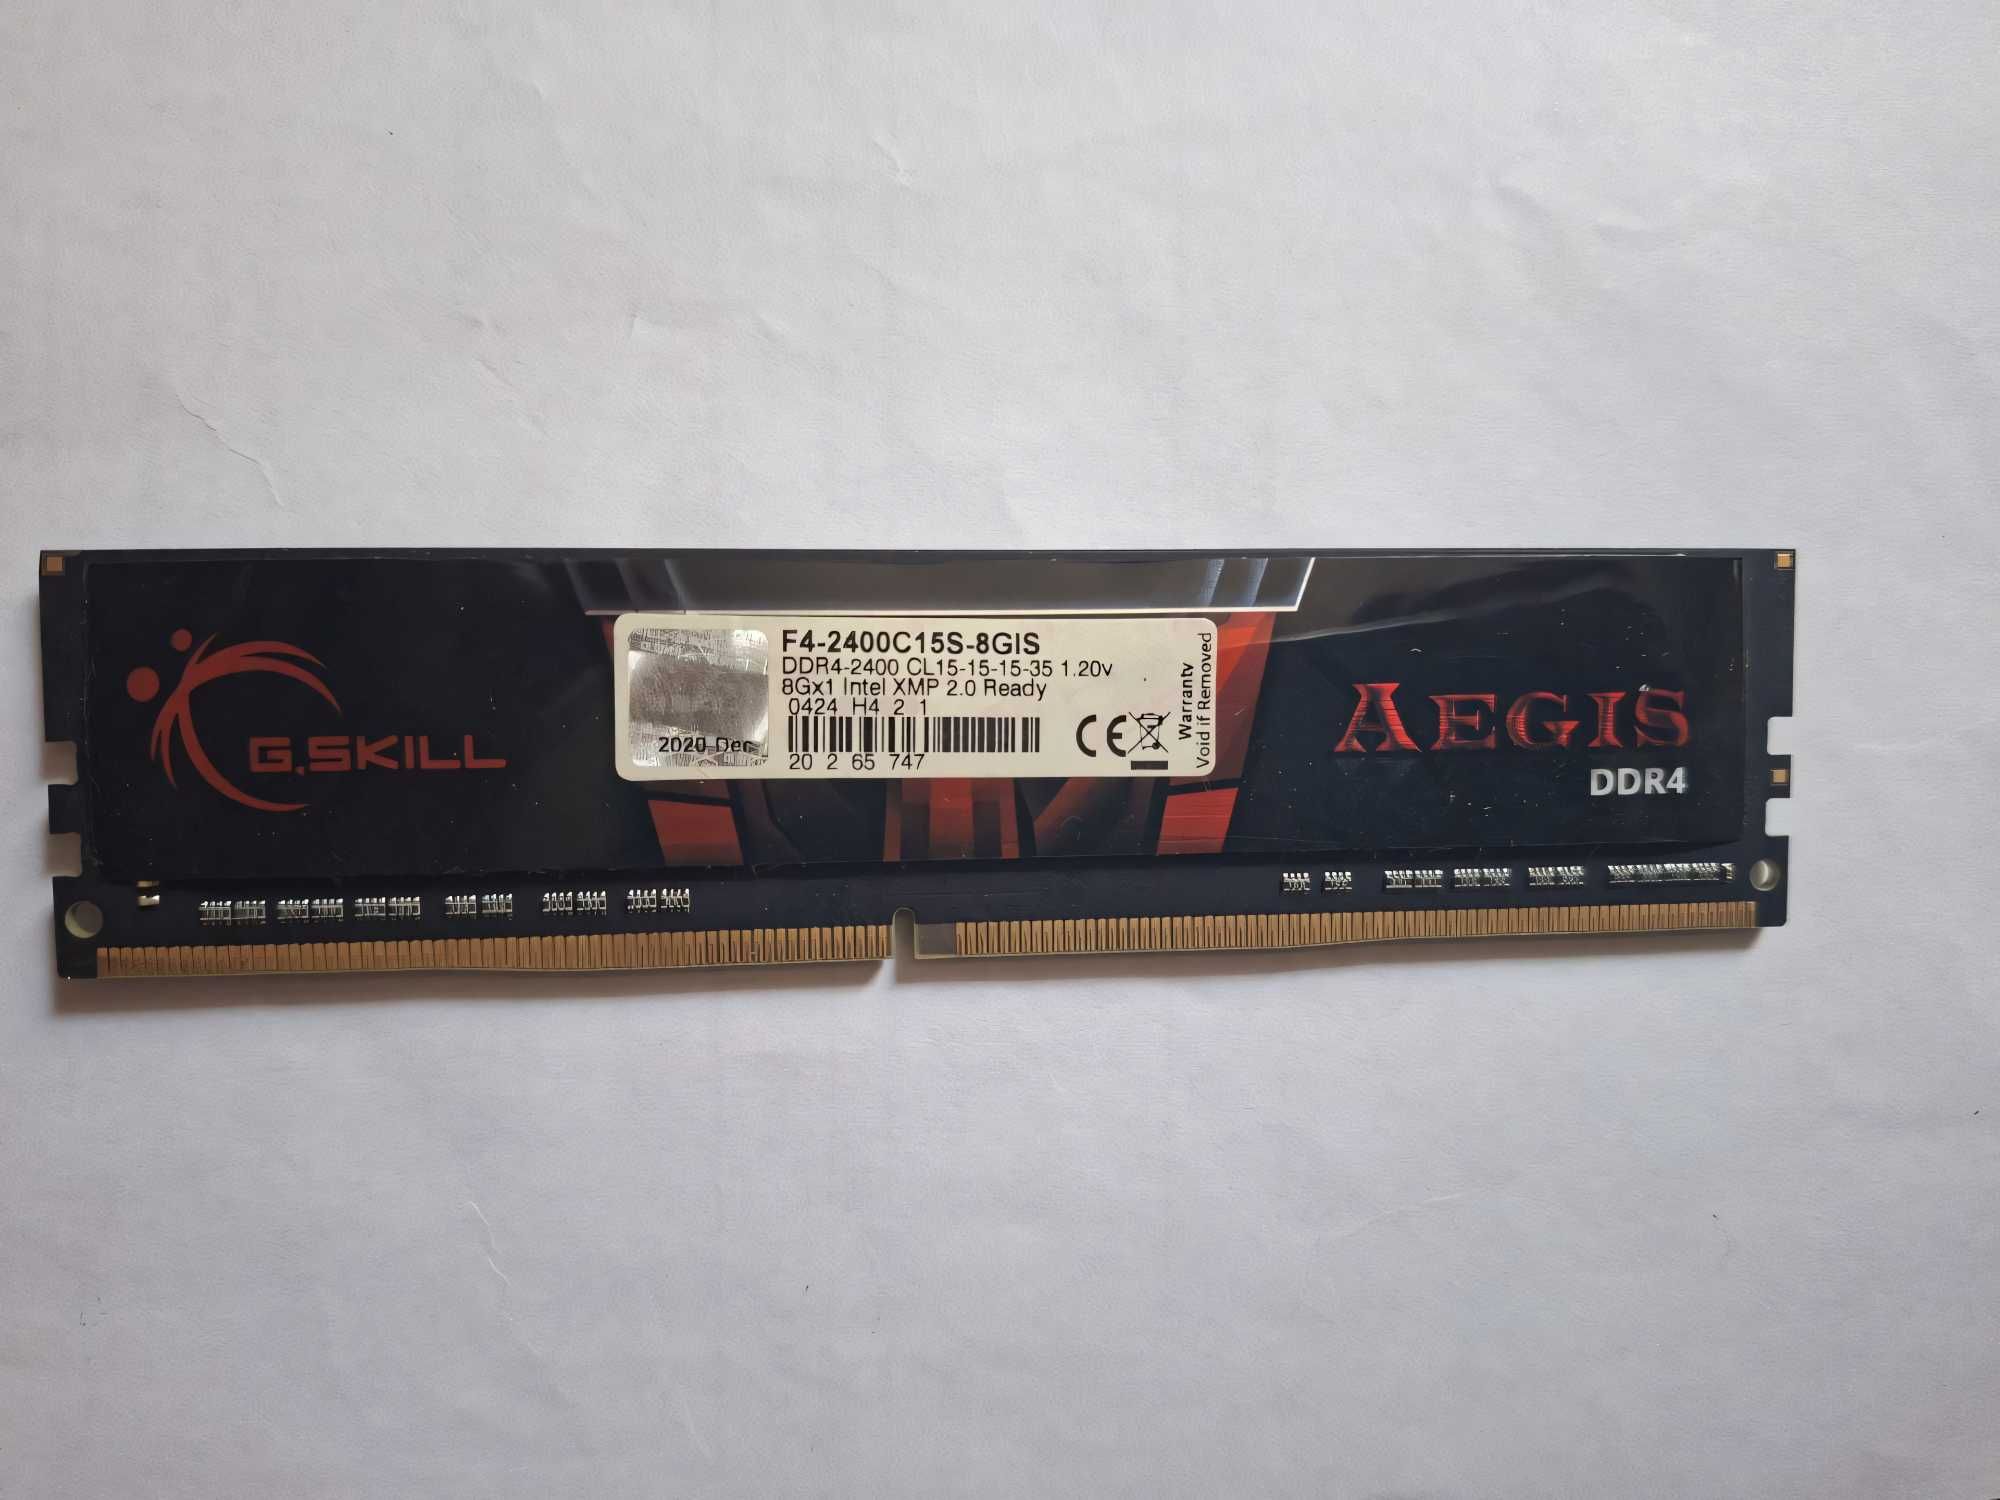 G.SKILL
F4-2400C15S-8GIS
DDR4-2400 CL15-15-15-35 1.20v
8Gx1 Intel XMP 2.0 Ready
0424 H4 2 1
2020 Dec
20 2 65 747
CE
Warranty
Void if Removed
AEGIS
DDR4